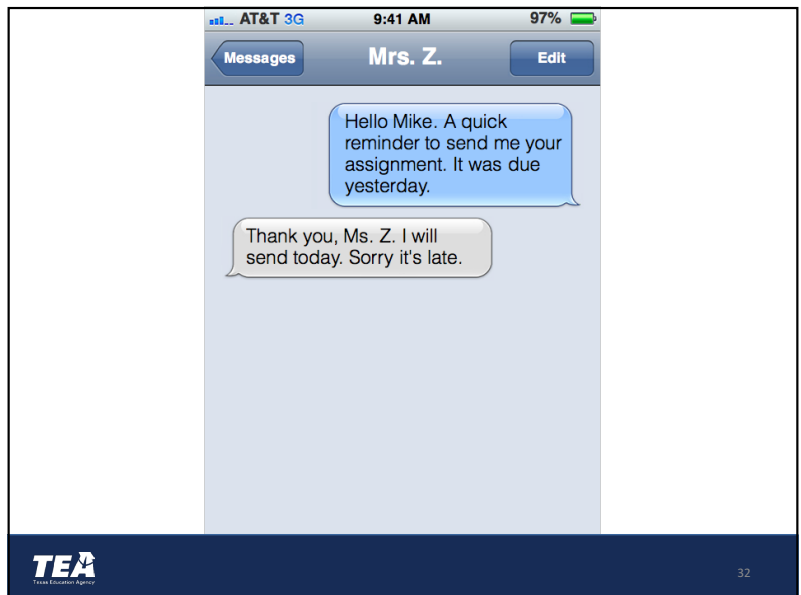 AT&T 3G 9:41 AM 97%
Messages Mrs. Z. Edit
Hello Mike. A quick
reminder to send me your
assignment. It was due
yesterday.
Thank you, Ms. Z. I will
send today. Sorry it's late.
TEA
Texas Education Agency
32